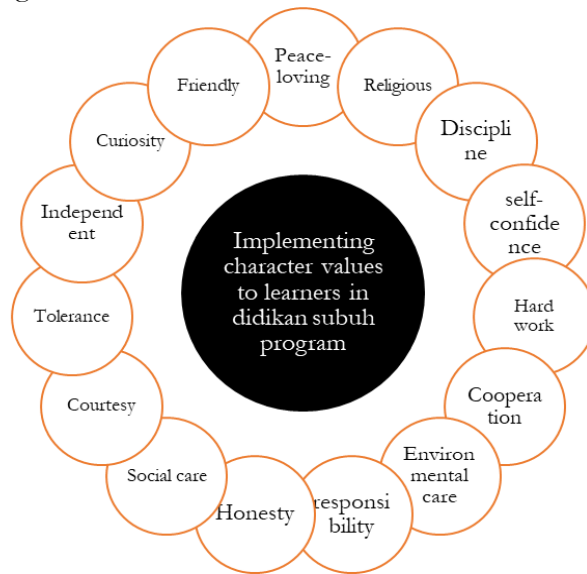 Peace-
loving
Religious
Discipli
ne
self-
confide
nce
Hard
work
Coopera
tion
Environ
mental
care
responsi
bility
Honesty
Social care
Courtesy
Tolerance
Independ
ent
Curiosity
Friendly
Implementing
character values
to learners in
didikan subuh
program